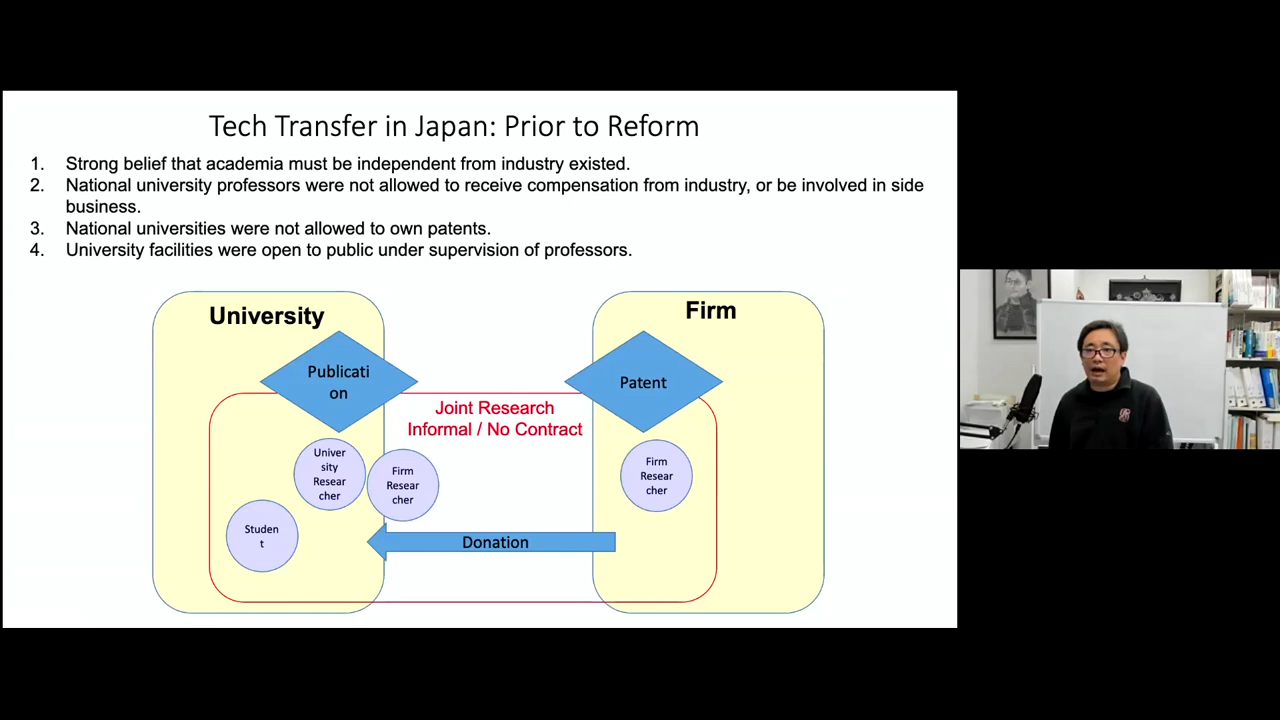 Tech Transfer in Japan: Prior to Reform
1. Strong belief that academia must be independent from industry existed.
2. National university professors were not allowed to receive compensation from industry, or be involved in side
business.
3. National universities were not allowed to own patents.
4. University facilities were open to public under supervision of professors.
University
Firm
Publicati
on
Patent
Joint Research
Informal / No Contract
Univer
sity
Resear
cher
Firm
Resear
cher
Firm
Resear
cher
Studen
t
Donation